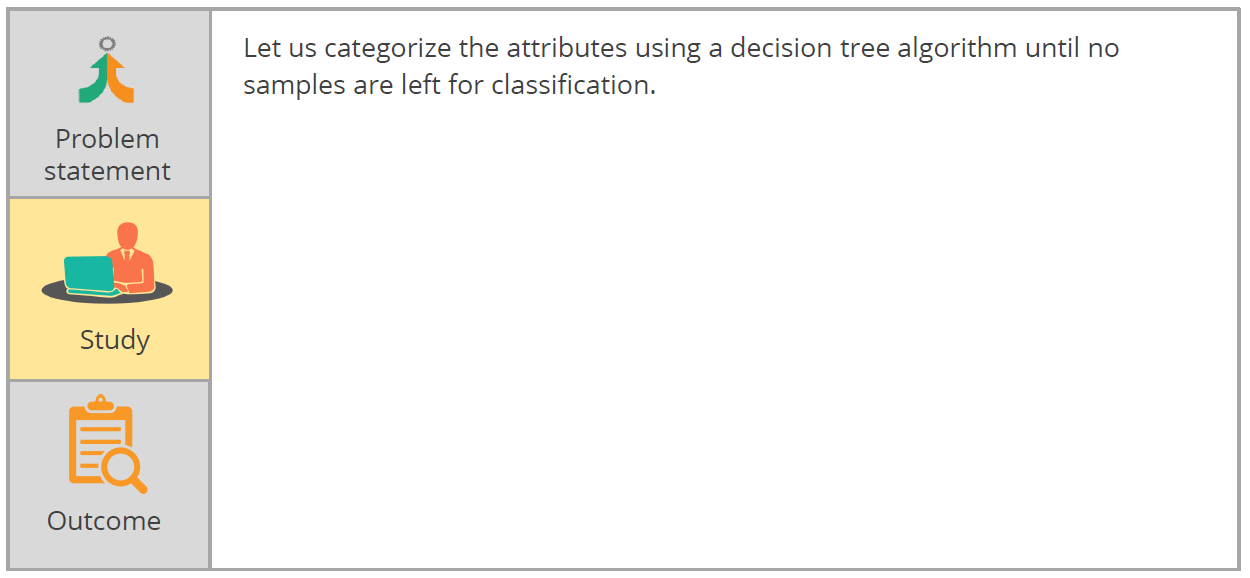 Problem
statement
Study
Outcome
Let us categorize the attributes using a decision tree algorithm until no
samples are left for classification.